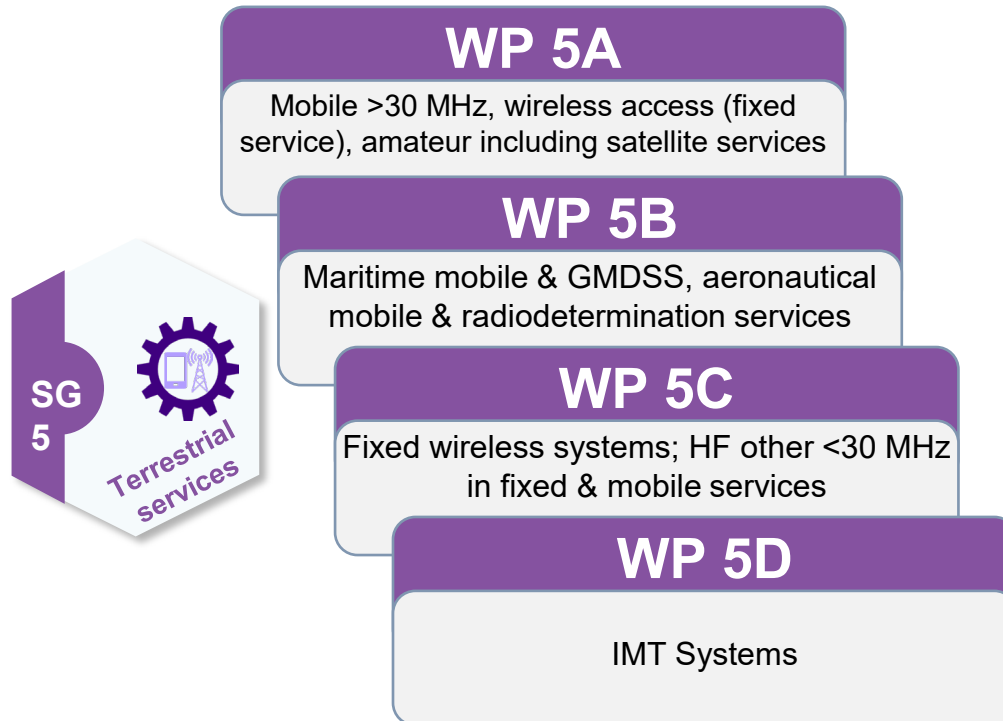 WP 5A
Mobile >30 MHz, wireless access (fixed
service), amateur including satellite services
WP 5B
Maritime mobile & GMDSS, aeronautical
mobile & radiodetermination services
SG
5
Terrestrial
services
WP 5C
Fixed wireless systems; HF other <30 MHz
in fixed & mobile services
WP 5D
IMT Systems